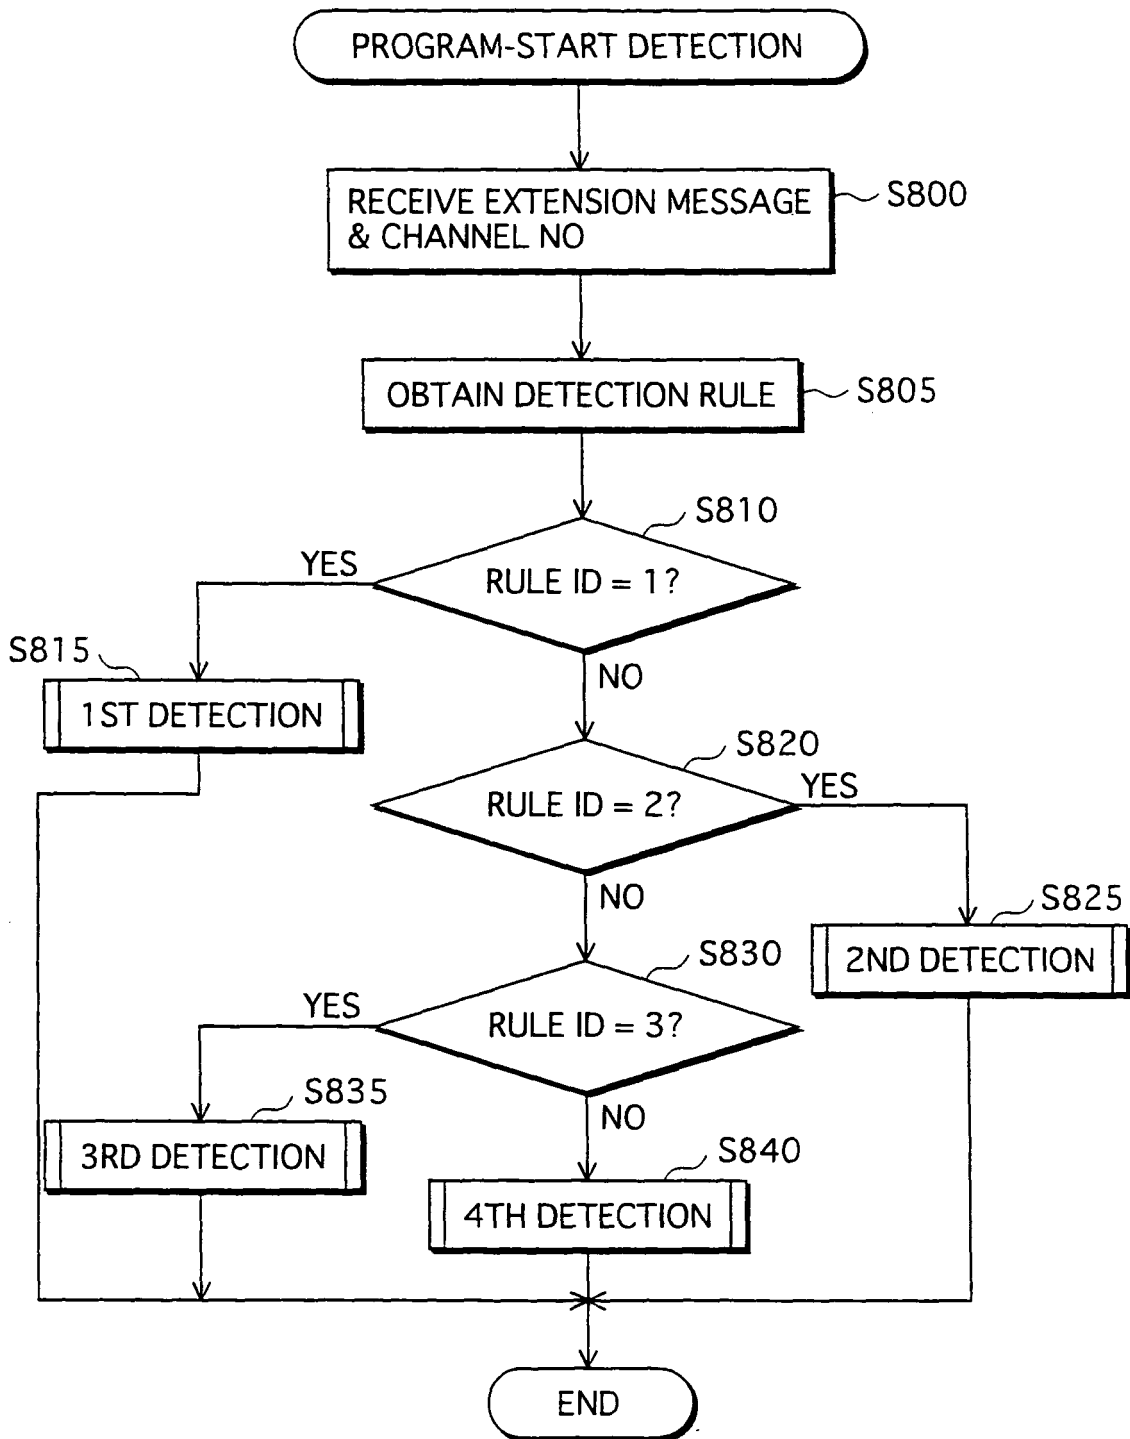 PROGRAM-START DETECTION
RECEIVE EXTENSION MESSAGE
& CHANNEL NO
S800
OBTAIN DETECTION RULE
S805
S810
YES
RULE ID = 1?
S815
NO
1ST DETECTION
S820
RULE ID = 2?
YES
NO
S825
2ND DETECTION
S830
YES
RULE ID = 3?
S835
NO
3RD DETECTION
S840
4TH DETECTION
END